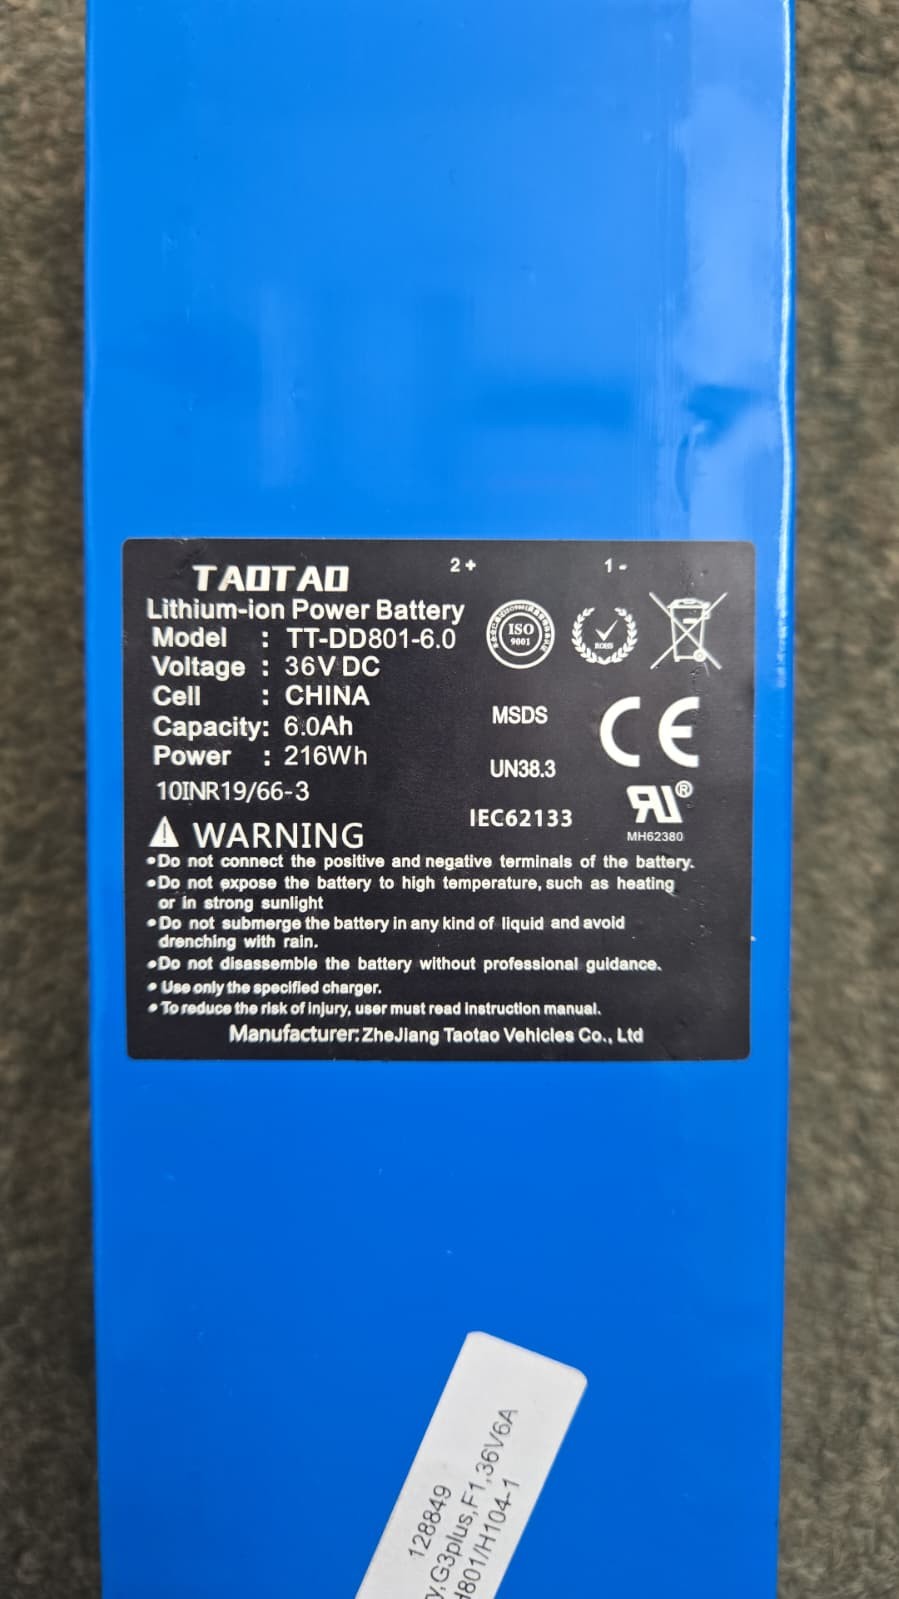 TAOTAO
2+
1-
Lithium-ion Power Battery
Model : TT-DD801-6.0
Voltage : 36V DC
Cell : CHINA
Capacity: 6.0Ah
Power : 216Wh
10INR19/66-3
ISO
9001
ROHS
MSDS
UN38.3
IEC62133
CE
RU®
MH62380
⚠ WARNING
•Do not connect the positive and negative terminals of the battery.
•Do not expose the battery to high temperature, such as heating
or in strong sunlight
•Do not submerge the battery in any kind of liquid and avoid
drenching with rain.
•Do not disassemble the battery without professional guidance.
• Use only the specified charger.
• To reduce the risk of injury, user must read instruction manual.
Manufacturer:ZheJiang Taotao Vehicles Co., Ltd
128849
y,G3plus,F1,36V6A
H801/H104-1